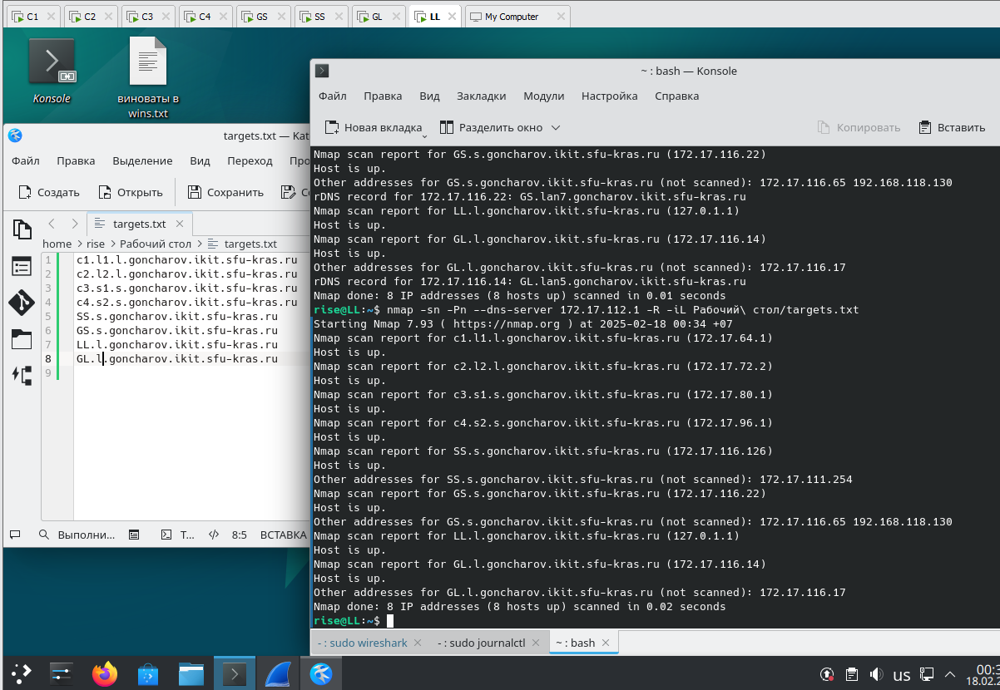 C1
C2
C3
C4
GS
SS
GL
LL
My Computer
Konsole
виноваты в
wins.txt
targets.txt — Kat
Файл Правка Выделение Вид Переход Про
Создать Открыть Сохранить
targets.txt
home > rise > Рабочий стол > targets.txt
1 c1.l1.l.goncharov.ikit.sfu-kras.ru
2 c2.l2.l.goncharov.ikit.sfu-kras.ru
3 c3.s1.s.goncharov.ikit.sfu-kras.ru
4 c4.s2.s.goncharov.ikit.sfu-kras.ru
5 SS.s.goncharov.ikit.sfu-kras.ru
6 GS.s.goncharov.ikit.sfu-kras.ru
7 LL.l.goncharov.ikit.sfu-kras.ru
8 GL.l.goncharov.ikit.sfu-kras.ru
9
Выполни... Т... 8:5 ВСТАВКА
~ : bash — Konsole
Файл Правка Вид Закладки Модули Настройка Справка
Новая вкладка Разделить окно Копировать Вставить
Nmap scan report for GS.s.goncharov.ikit.sfu-kras.ru (172.17.116.22)
Host is up.
Other addresses for GS.s.goncharov.ikit.sfu-kras.ru (not scanned): 172.17.116.65 192.168.118.130
rDNS record for 172.17.116.22: GS.lan7.goncharov.ikit.sfu-kras.ru
Nmap scan report for LL.l.goncharov.ikit.sfu-kras.ru (127.0.1.1)
Host is up.
Nmap scan report for GL.l.goncharov.ikit.sfu-kras.ru (172.17.116.14)
Host is up.
Other addresses for GL.l.goncharov.ikit.sfu-kras.ru (not scanned): 172.17.116.17
rDNS record for 172.17.116.14: GL.lan5.goncharov.ikit.sfu-kras.ru
Nmap done: 8 IP addresses (8 hosts up) scanned in 0.01 seconds
rise@LL:~$ nmap -sn -Pn --dns-server 172.17.112.1 -R -iL Рабочий\ стол/targets.txt
Starting Nmap 7.93 ( https://nmap.org ) at 2025-02-18 00:34 +07
Nmap scan report for c1.l1.l.goncharov.ikit.sfu-kras.ru (172.17.64.1)
Host is up.
Nmap scan report for c2.l2.l.goncharov.ikit.sfu-kras.ru (172.17.72.2)
Host is up.
Nmap scan report for c3.s1.s.goncharov.ikit.sfu-kras.ru (172.17.80.1)
Host is up.
Nmap scan report for c4.s2.s.goncharov.ikit.sfu-kras.ru (172.17.96.1)
Host is up.
Nmap scan report for SS.s.goncharov.ikit.sfu-kras.ru (172.17.116.126)
Host is up.
Other addresses for SS.s.goncharov.ikit.sfu-kras.ru (not scanned): 172.17.111.254
Nmap scan report for GS.s.goncharov.ikit.sfu-kras.ru (172.17.116.22)
Host is up.
Other addresses for GS.s.goncharov.ikit.sfu-kras.ru (not scanned): 172.17.116.65 192.168.118.130
Nmap scan report for LL.l.goncharov.ikit.sfu-kras.ru (127.0.1.1)
Host is up.
Nmap scan report for GL.l.goncharov.ikit.sfu-kras.ru (172.17.116.14)
Host is up.
Other addresses for GL.l.goncharov.ikit.sfu-kras.ru (not scanned): 172.17.116.17
Nmap done: 8 IP addresses (8 hosts up) scanned in 0.02 seconds
rise@LL:~$
- : sudo wireshark - : sudo journalctl ~ : bash
us
00:3
18.02.2